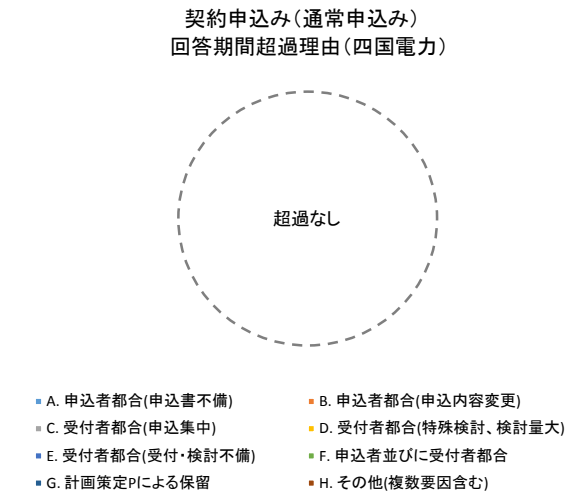 契約申込み（通常申込み）
回答期間超過理由（四国電力）
超過なし
A. 申込者都合(申込書不備)
B. 申込者都合(申込内容変更)
C. 受付者都合(申込集中)
D. 受付者都合(特殊検討、検討量大)
E. 受付者都合(受付・検討不備)
F. 申込者並びに受付者都合
G. 計画策定Pによる保留
H. その他(複数要因含む)